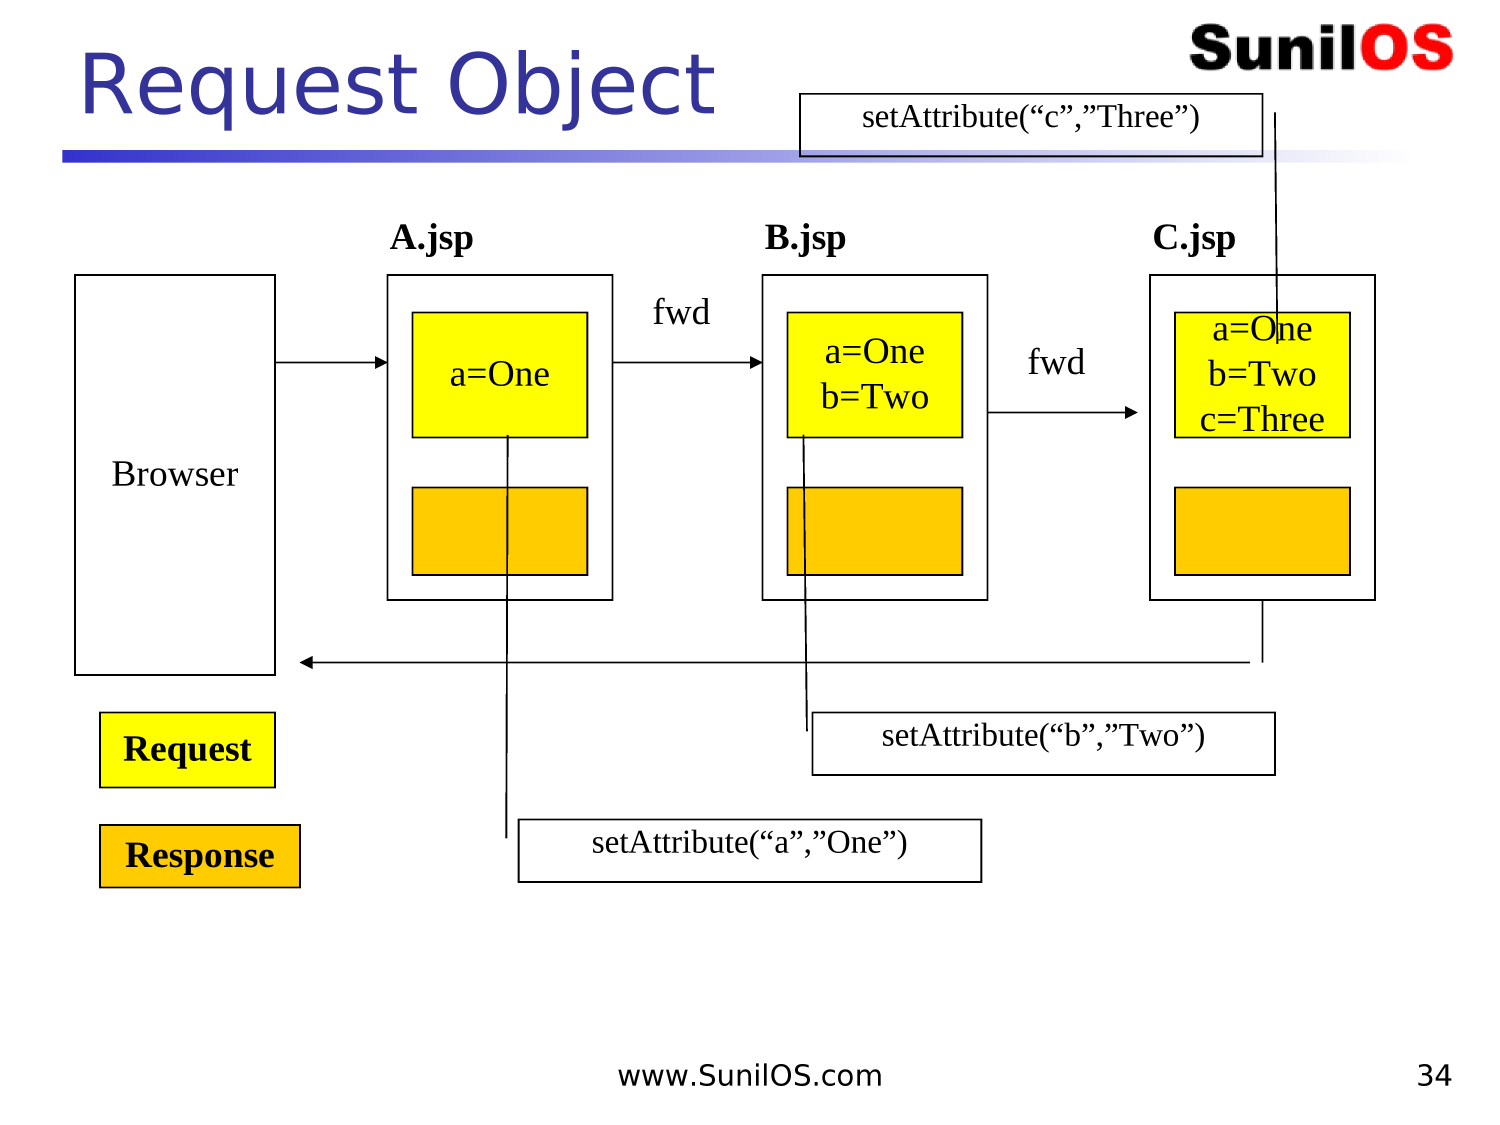 Request Object
SunilOS
setAttribute(“c”,”Three”)
A.jsp
B.jsp
C.jsp
Browser
a=One
fwd
a=One
b=Two
fwd
a=One
b=Two
c=Three
Request
Response
setAttribute(“b”,”Two”)
setAttribute(“a”,”One”)
www.SunilOS.com
34